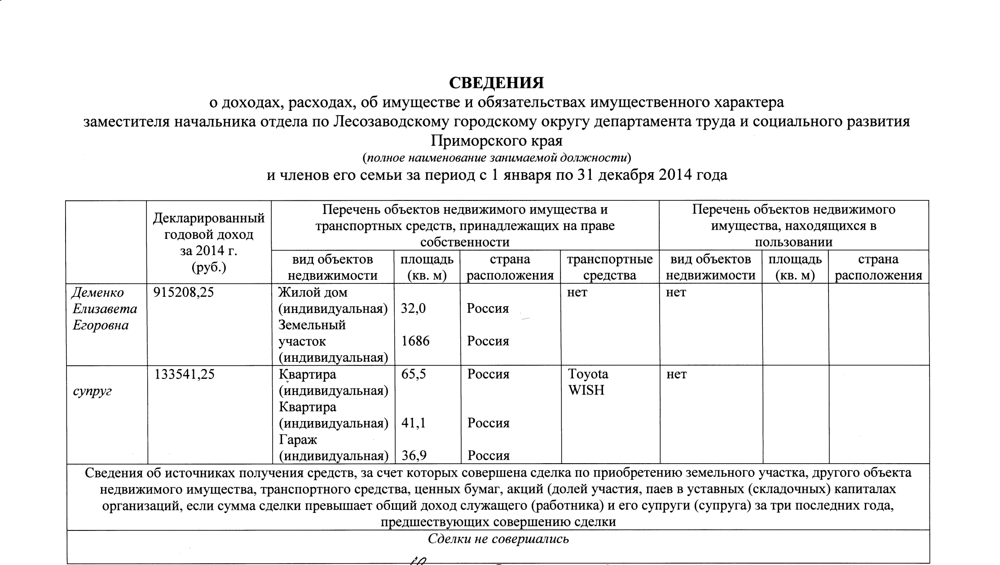 СВЕДЕНИЯ
о доходах, расходах, об имуществе и обязательствах имущественного характера
заместителя начальника отдела по Лесозаводскому городскому округу департамента труда и социального развития
Приморского края
(полное наименование занимаемой должности)
и членов его семьи за период с 1 января по 31 декабря 2014 года
Декларированный
годовой доход
за 2014 г.
(руб.)
Перечень объектов недвижимого имущества и
транспортных средств, принадлежащих на праве
собственности
Перечень объектов недвижимого
имущества, находящихся в
пользовании
вид объектов
недвижимости
площадь
(кв. м)
страна
расположения
транспортные
средства
вид объектов
недвижимости
площадь
(кв. м)
страна
расположения
Деменко
Елизавета
Егоровна
915208,25
Жилой дом
(индивидуальная)
Земельный
участок
(индивидуальная)
32,0
1686
Россия
Россия
нет
нет
супруг
133541,25
Квартира
(индивидуальная)
Квартира
(индивидуальная)
Гараж
(индивидуальная)
65,5
41,1
36,9
Россия
Россия
Россия
Toyota
WISH
нет
Сведения об источниках получения средств, за счет которых совершена сделка по приобретению земельного участка, другого объекта
недвижимого имущества, транспортного средства, ценных бумаг, акций (долей участия, паев в уставных (складочных) капиталах
организаций, если сумма сделки превышает общий доход служащего (работника) и его супруги (супруга) за три последних года,
предшествующих совершению сделки
Сделки не совершались